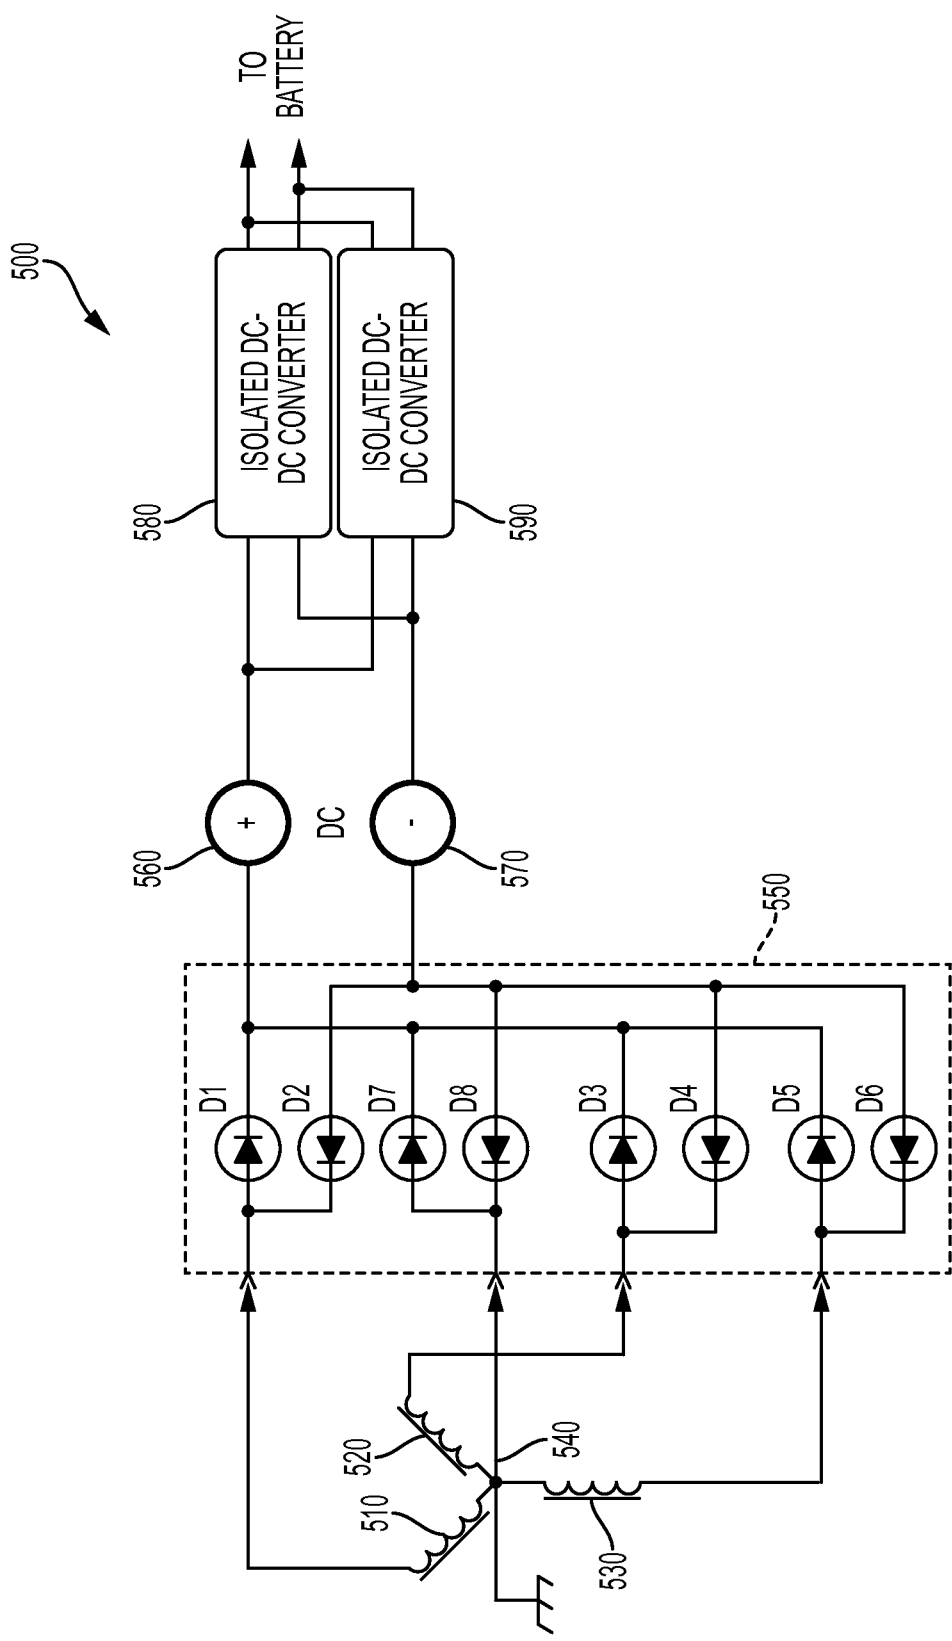 500
TO
BATTERY
ISOLATED DC-
DC CONVERTER
580
ISOLATED DC-
DC CONVERTER
590
+
560
DC
-
570
550
D1
D2
D7
D8
D3
D4
D5
D6
510
520
540
530